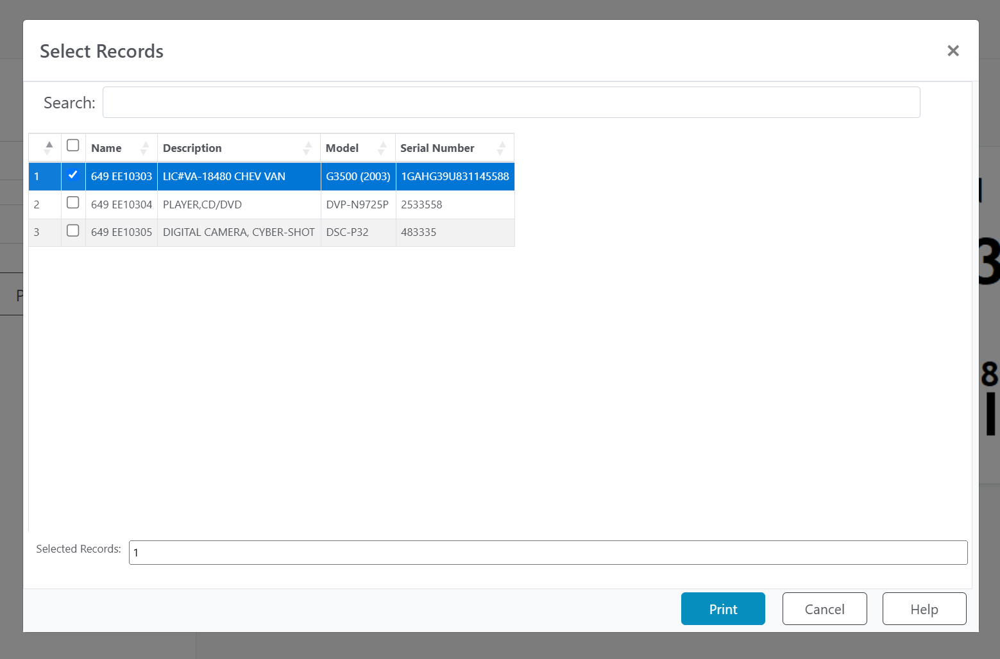 Select Records
Search:
Name Description Model Serial Number
1 649 EE10303 LIC#VA-18480 CHEV VAN G3500 (2003) 1GAHG39U831145588
2 649 EE10304 PLAYER,CD/DVD DVP-N9725P 2533558
3 649 EE10305 DIGITAL CAMERA, CYBER-SHOT DSC-P32 483335
P
3
8
Selected Records: 1
Print Cancel Help